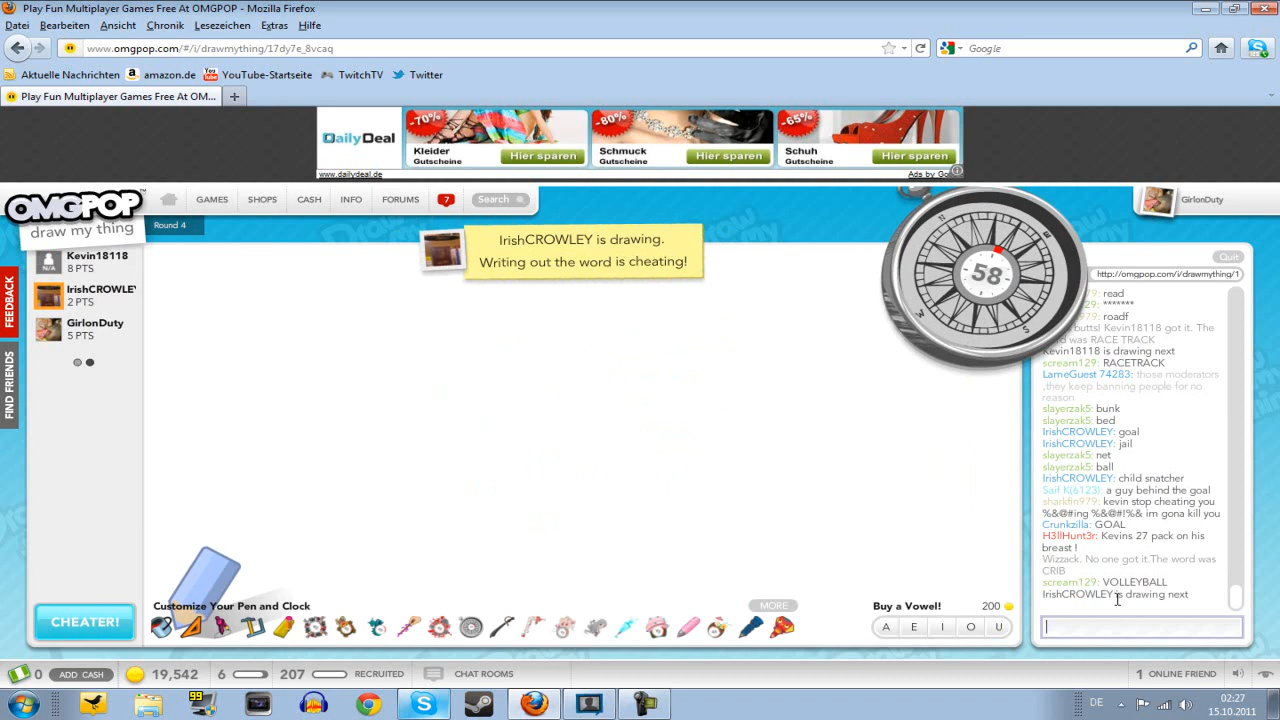 Play Fun Multiplayer Games Free At OMGPOP - Mozilla Firefox
Datei Bearbeiten Ansicht Chronik Lesezeichen Extras Hilfe
www.omgpop.com/#/i/drawmything/17dy7e_8vcaq
Google
Aktuelle Nachrichten amazon.de YouTube-Startseite TwitchTV Twitter
Play Fun Multiplayer Games Free At OM...
DailyDeal
www.dailydeal.de
-70%
Kleider
Gutscheine
Hier sparen
-80%
Schmuck
Gutscheine
Hier sparen
-65%
Schuh
Gutscheine
Hier sparen
OMGPOP
draw my thing
GAMES SHOPS CASH INFO FORUMS 7 Search
GirlonDuty
Round 4
FEEDBACK
FIND FRIENDS
Kevin18118
8 PTS
N/A
IrishCROWLEY
2 PTS
GirlonDuty
5 PTS
IrishCROWLEY is drawing.
Writing out the word is cheating!
N
S
W
58
Quit
http://omgpop.com/i/drawmything/1
read
*******
roadf
butts! Kevin18118 got it. The
was RACE TRACK
Kevin18118 is drawing next
scream129: RACETRACK
LameGuest 74283: those moderators
,they keep banning people for no
reason
slayerzak5: bunk
slayerzak5: bed
IrishCROWLEY: goal
IrishCROWLEY: jail
slayerzak5: net
slayerzak5: ball
IrishCROWLEY: child snatcher
Saif K(6123): a guy behind the goal
sharkfin979: kevin stop cheating you
%&@#ing %&@#!%& im gona kill you
Crunkzilla: GOAL
H3llHunt3r: Kevins 27 pack on his
breast !
Wizzack. No one got it.The word was
CRIB
scream129: VOLLEYBALL
IrishCROWLEY is drawing next
CHEATER!
Customize Your Pen and Clock
MORE
Buy a Vowel! 200
A E I O U
0 ADD CASH 19,542 6 207 RECRUITED CHAT ROOMS 1 ONLINE FRIEND
99
DE
02:27
15.10.2011